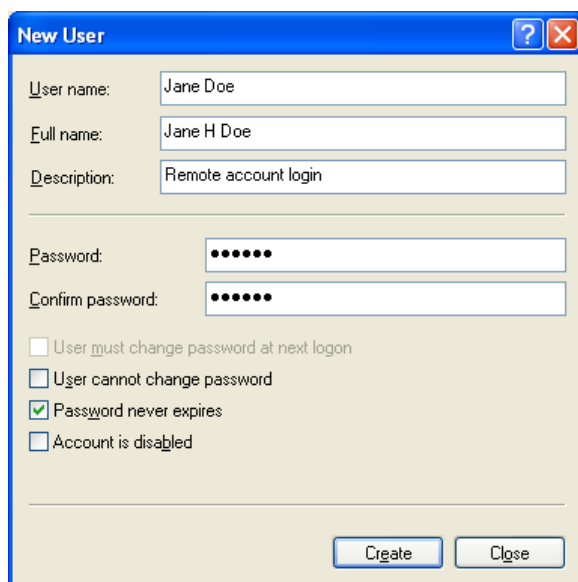 New User
User name: Jane Doe
Full name: Jane H Doe
Description: Remote account login
Password: ●●●●●●
Confirm password: ●●●●●●
User must change password at next logon
User cannot change password
Password never expires
Account is disabled
Create Close